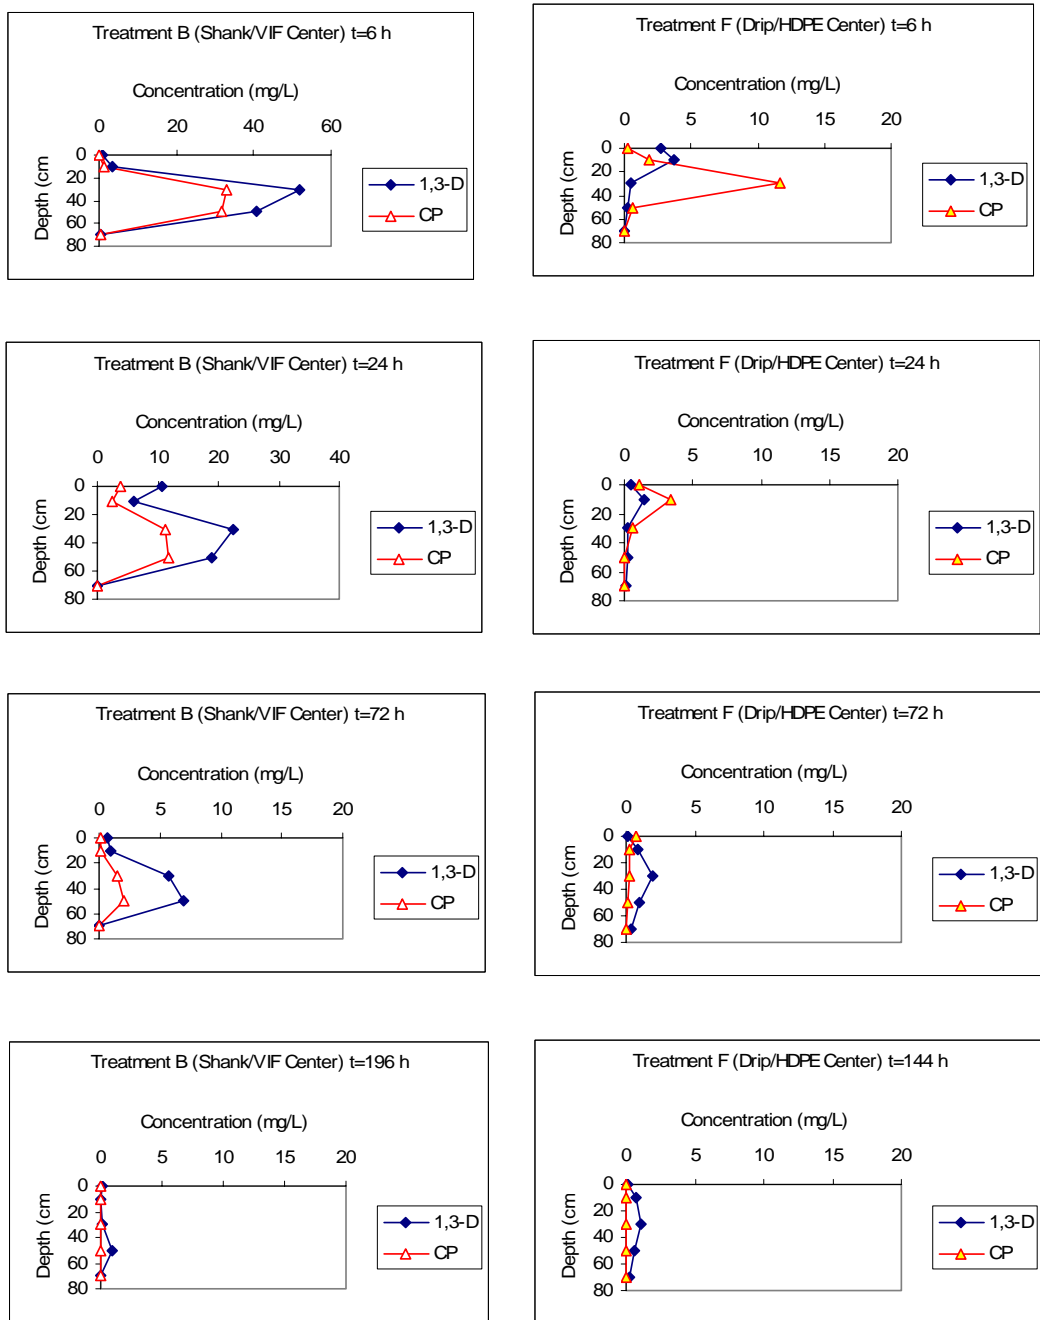 Treatment B (Shank/VIF Center) t=6 h
Concentration (mg/L)
0 20 40 60
Depth (cm
0
20
40
60
80
1,3-D
CP
Treatment F (Drip/HDPE Center) t=6 h
Concentration (mg/L)
0 5 10 15 20
Depth (cm
0
20
40
60
80
1,3-D
CP
Treatment B (Shank/VIF Center) t=24 h
Concentration (mg/L)
0 10 20 30 40
Depth (cm
0
20
40
60
80
1,3-D
CP
Treatment F (Drip/HDPE Center) t=24 h
Concentration (mg/L)
0 5 10 15 20
Depth (cm
0
20
40
60
80
1,3-D
CP
Treatment B (Shank/VIF Center) t=72 h
Concentration (mg/L)
0 5 10 15 20
Depth (cm
0
20
40
60
80
1,3-D
CP
Treatment F (Drip/HDPE Center) t=72 h
Concentration (mg/L)
0 5 10 15 20
Depth (cm
0
20
40
60
80
1,3-D
CP
Treatment B (Shank/VIF Center) t=196 h
Concentration (mg/L)
0 5 10 15 20
Depth (cm
0
20
40
60
80
1,3-D
CP
Treatment F (Drip/HDPE Center) t=144 h
Concentration (mg/L)
0 5 10 15 20
Depth (cm
0
20
40
60
80
1,3-D
CP